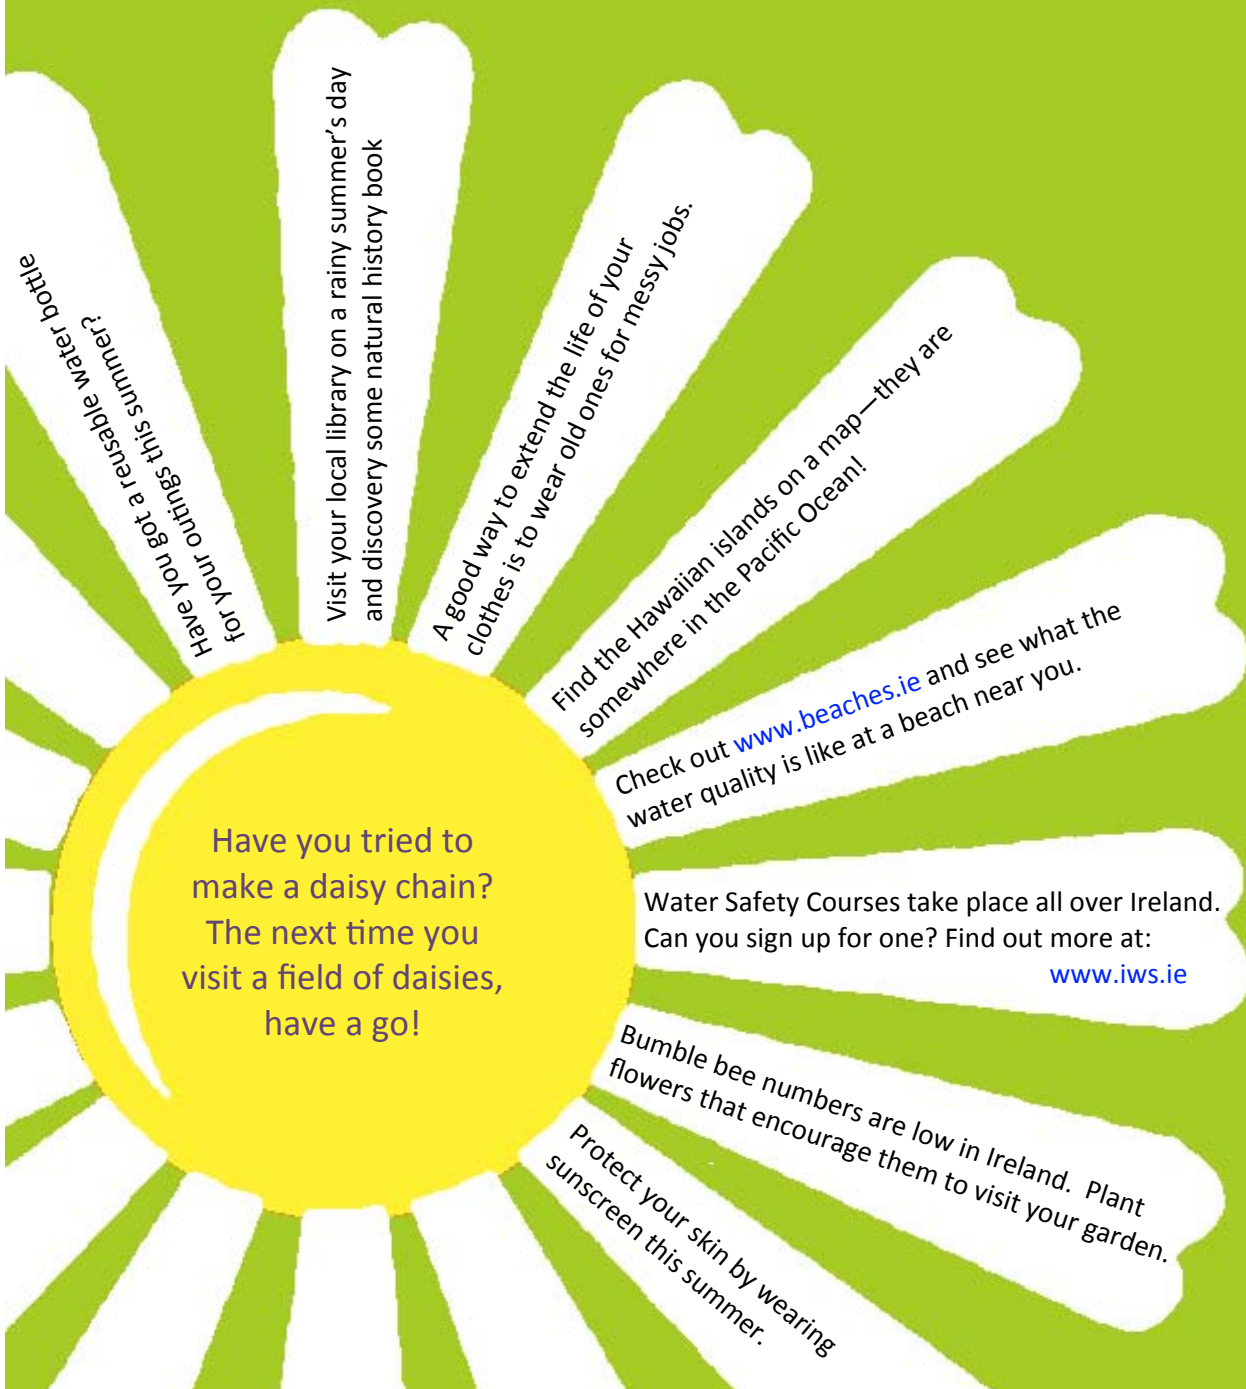 Have you got a reusable water bottle
for your outings this summer?
Visit your local library on a rainy summer's day
and discovery some natural history book
A good way to extend the life of your
clothes is to wear old ones for messy jobs.
Find the Hawaiian islands on a map—they are
somewhere in the Pacific Ocean!
Check out www.beaches.ie and see what the
water quality is like at a beach near you.
Water Safety Courses take place all over Ireland.
Can you sign up for one? Find out more at:
www.iws.ie
Bumble bee numbers are low in Ireland. Plant
flowers that encourage them to visit your garden.
Protect your skin by wearing
sunscreen this summer.
Have you tried to
make a daisy chain?
The next time you
visit a field of daisies,
have a go!